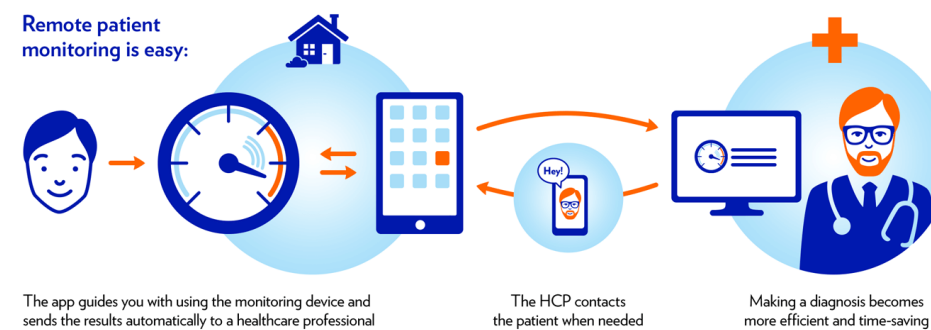 Remote patient
monitoring is easy:
Hey!
The app guides you with using the monitoring device and
sends the results automatically to a healthcare professional
The HCP contacts
the patient when needed
Making a diagnosis becomes
more efficient and time-saving